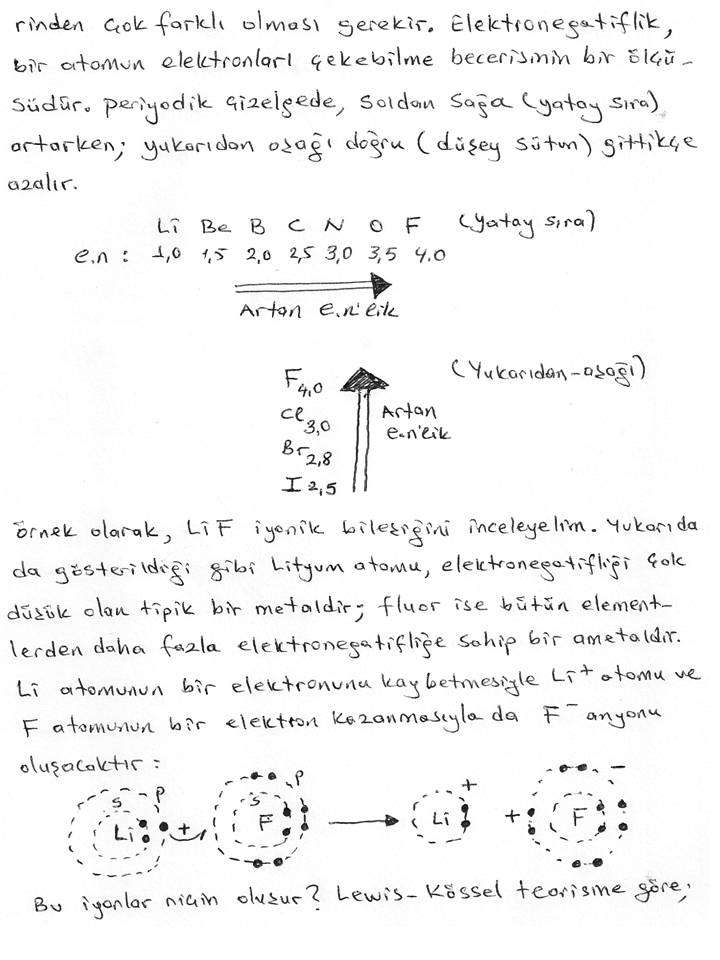 rinden çok farklı olması gerekir. Elektronegatiflik,
bir atomun elektronları çekebilme becerisinin bir ölçü-
südür. periyodik çizelgede, soldan sağa (yatay sıra)
artarken; yukarıdan aşağı doğru (düşey sütun) gittikçe
azalır.
Li Be B C N O F (yatay sıra)
e.n : 1,0 1,5 2,0 2,5 3,0 3,5 4.0
Artan e.n'lik
(Yukarıdan-aşağı)
F 4,0
Cl 3,0
Br 2,8
I 2,5
Artan
e.n'lik
örnek olarak, LiF iyonik bileşiğini inceleyelim. Yukarıda
da gösterildiği gibi Lityum atomu, elektronegatifliği çok
düşük olan tipik bir metaldir; fluor ise bütün element-
lerden daha fazla elektronegatifliğe sahip bir ametaldir.
Li atomunun bir elektronunu kaybetmesiyle Li+ atomu ve
F atomunun bir elektron kazanmasıyla da F- anyonu
oluşacaktır :
S P Li + S P F Li + + F -
Bu iyonlar niçin oluşur? Lewis-Kössel teorisine göre;